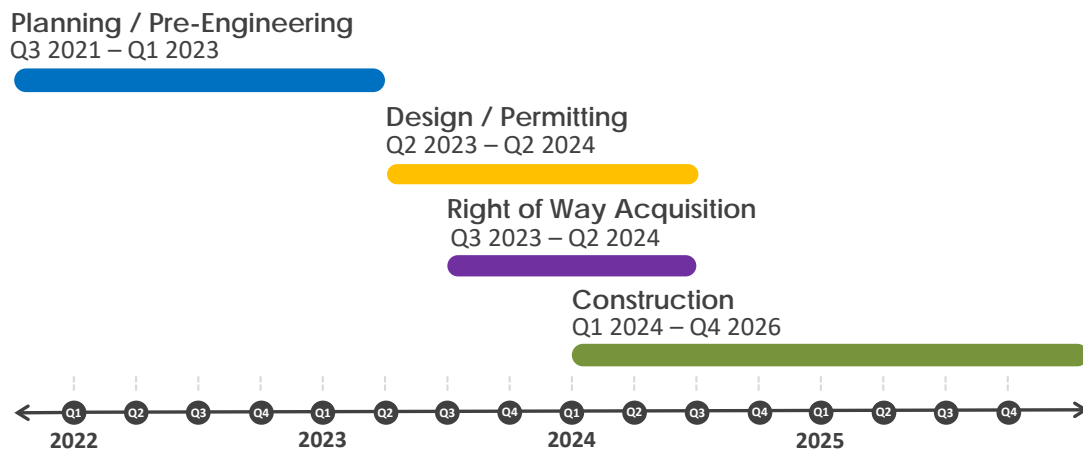 Planning / Pre-Engineering
Q3 2021 – Q1 2023
Design / Permitting
Q2 2023 – Q2 2024
Right of Way Acquisition
Q3 2023 – Q2 2024
Construction
Q1 2024 – Q4 2026
Q1 Q2 Q3 Q4 Q1 Q2 Q3 Q4 Q1 Q2 Q3 Q4 Q1 Q2 Q3 Q4
2022 2023 2024 2025